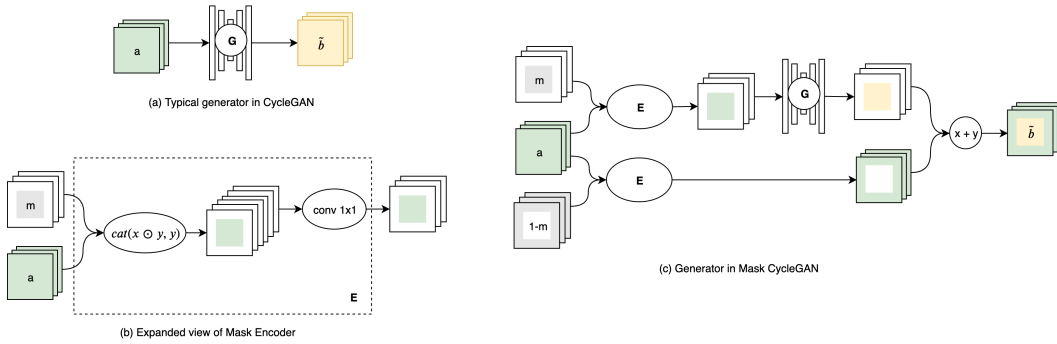 a
G
b̃
(a) Typical generator in CycleGAN
m
a
cat(x ⊙ y, y)
conv 1x1
E
(b) Expanded view of Mask Encoder
m
a
1-m
E
E
G
x + y
b̃
(c) Generator in Mask CycleGAN